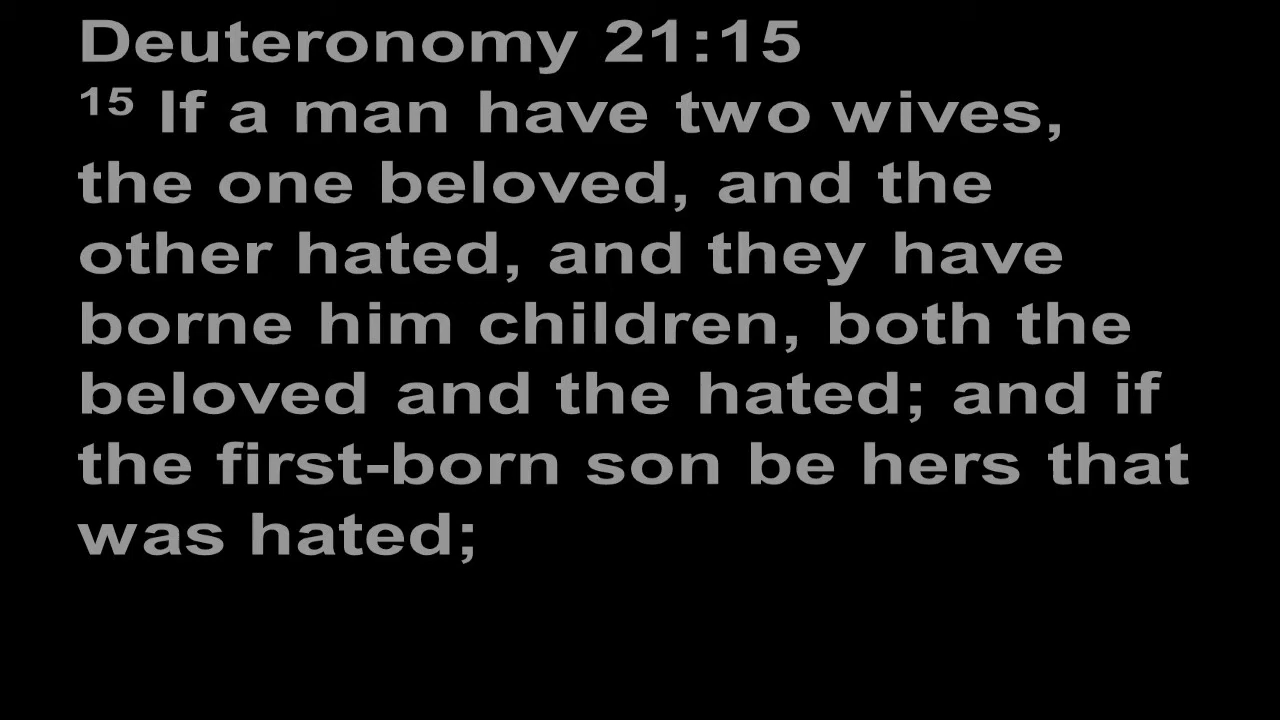 Deuteronomy 21:15
15 If a man have two wives,
the one beloved, and the
other hated, and they have
borne him children, both the
beloved and the hated; and if
the first-born son be hers that
was hated;